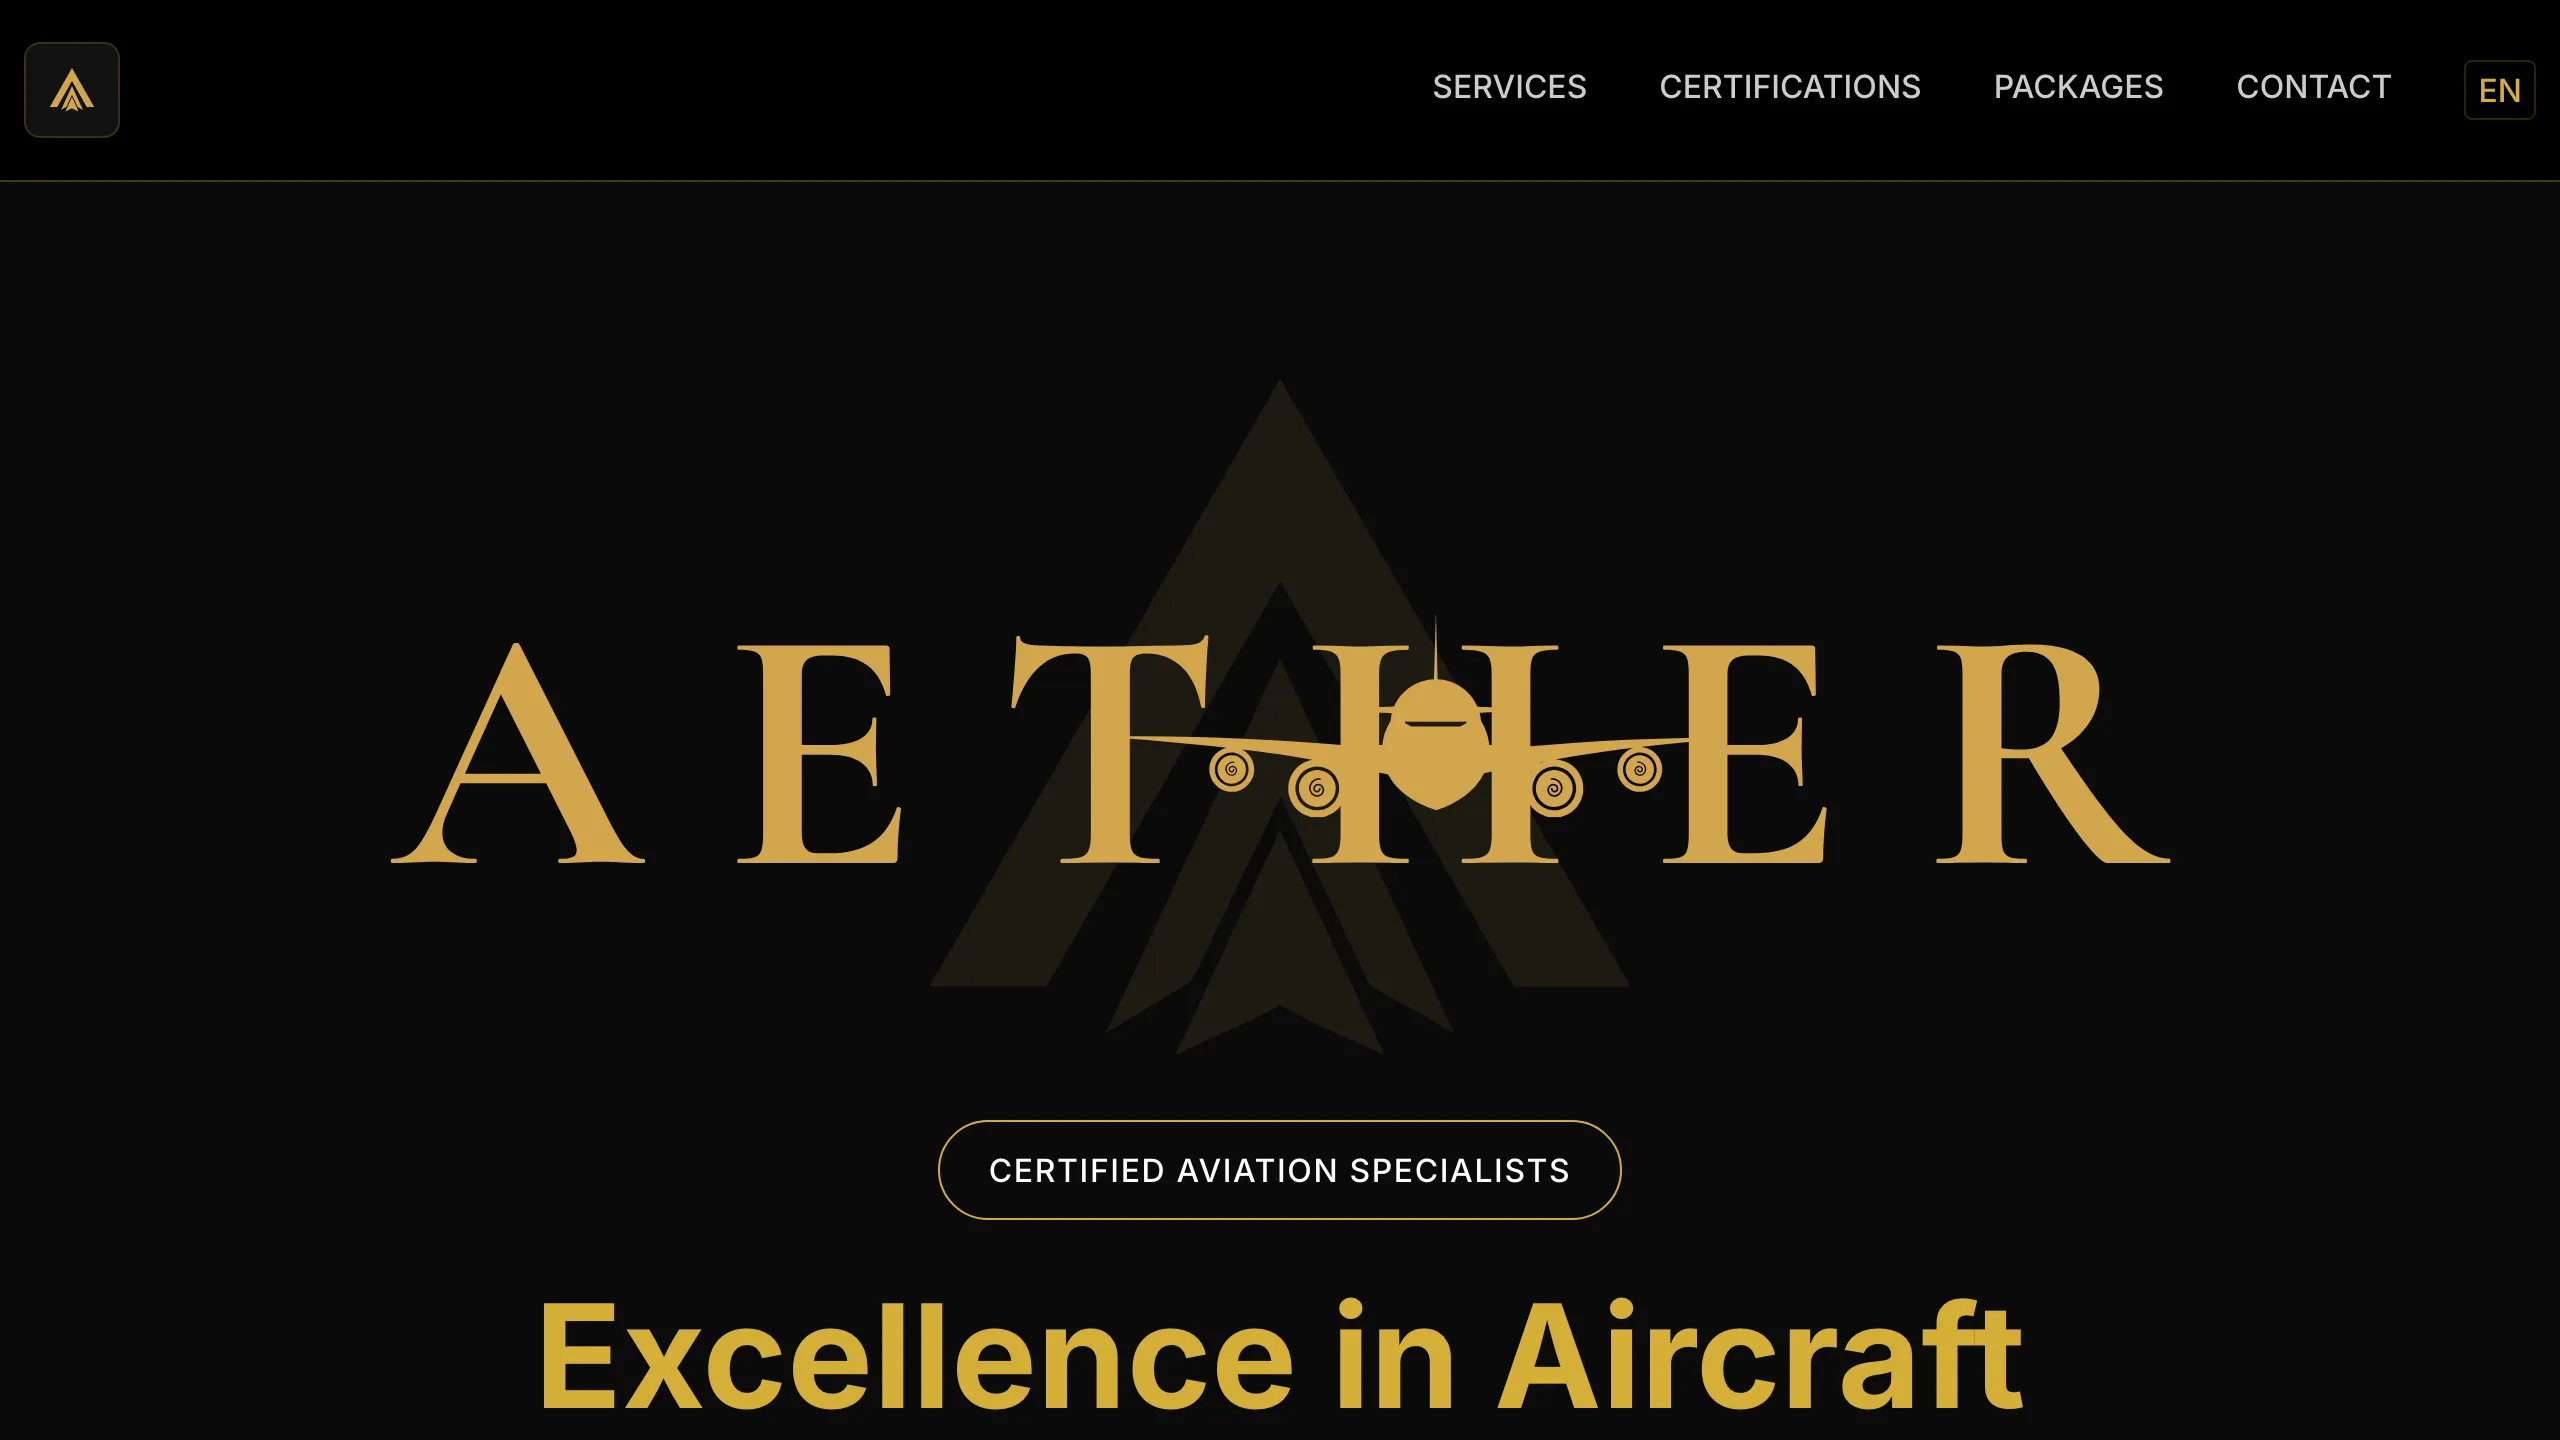 SERVICES CERTIFICATIONS PACKAGES CONTACT EN
AETHER
CERTIFIED AVIATION SPECIALISTS
Excellence in Aircraft